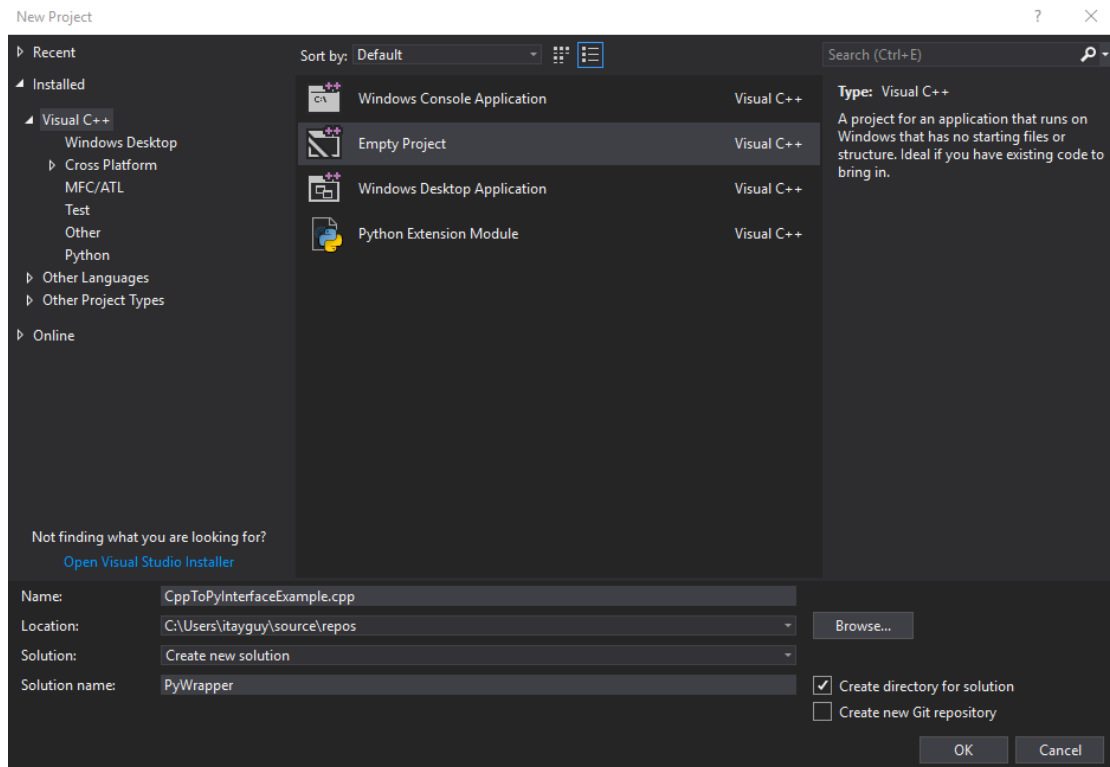 New Project
?
Recent
Installed
Visual C++
Windows Desktop
Cross Platform
MFC/ATL
Test
Other
Python
Other Languages
Other Project Types
Online
Not finding what you are looking for?
Open Visual Studio Installer
Sort by: Default
Windows Console Application Visual C++
Empty Project Visual C++
Windows Desktop Application Visual C++
Python Extension Module Visual C++
Search (Ctrl+E)
Type: Visual C++
A project for an application that runs on
Windows that has no starting files or
structure. Ideal if you have existing code to
bring in.
Name: CppToPyInterfaceExample.cpp
Location: C:\Users\itayguy\source\repos
Browse...
Solution: Create new solution
Solution name: PyWrapper
Create directory for solution
Create new Git repository
OK Cancel